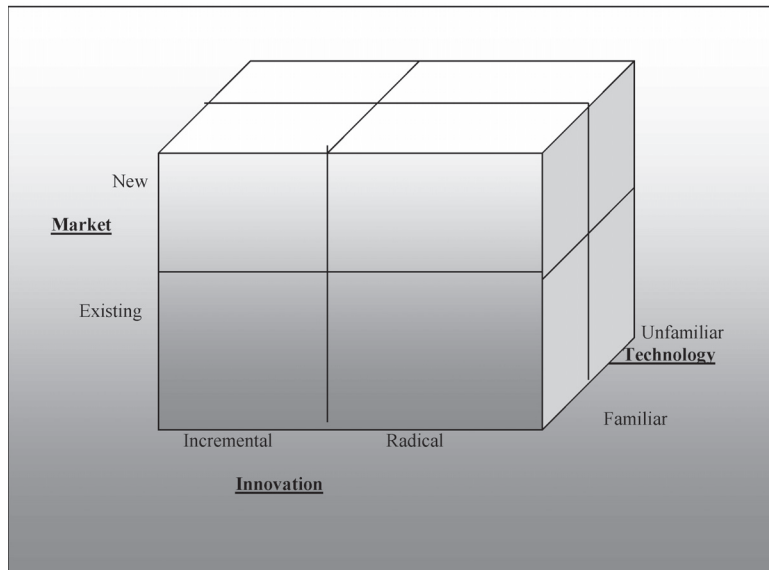 New
Market
Existing
Unfamiliar
Technology
Familiar
Incremental Radical
Innovation